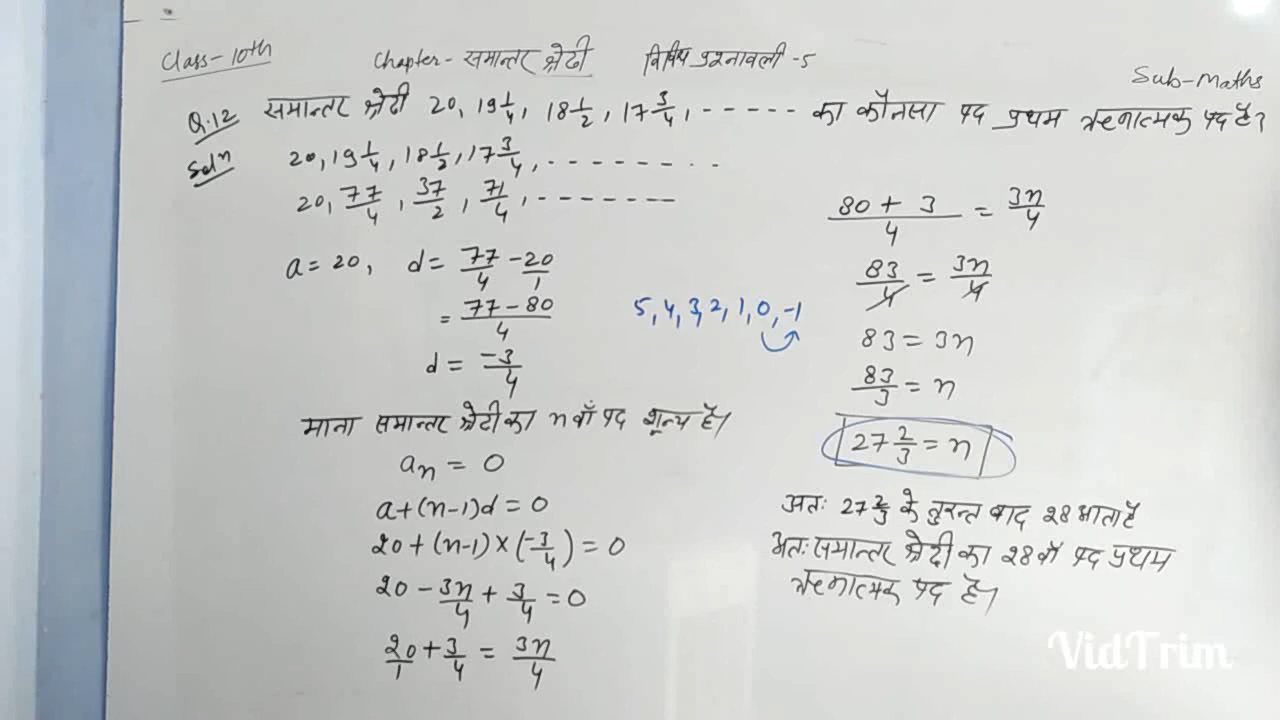 Class-10th Chapter-समान्तर श्रेढी विविध प्रश्नावली-5
Sub-Maths
Q.12 समान्तर श्रेढी 20, 19 1/4, 18 1/2, 17 3/4, ----- का कौनसा पद प्रथम ऋणात्मक पद है?
Solⁿ 20, 19 1/4, 18 1/2, 17 3/4, --------
20, 77/4, 37/2, 71/4, -------
a = 20, d = 77/4 - 20/1
= (77 - 80)/4
d = -3/4
माना समान्तर श्रेढी का n वाँ पद शून्य है।
aₙ = 0
a+(n-1)d = 0
20 + (n-1) × (-3/4) = 0
20 - 3n/4 + 3/4 = 0
20/1 + 3/4 = 3n/4
5, 4, 3, 2, 1, 0, -1
(80 + 3)/4 = 3n/4
83/4 = 3n/4
83 = 3n
83/3 = n
27 2/3 = n
अतः 27 2/3 के तुरन्त बाद 28 आता है
अतः समान्तर श्रेढी का 28 वाँ पद प्रथम
ऋणात्मक पद है।
VidTrim